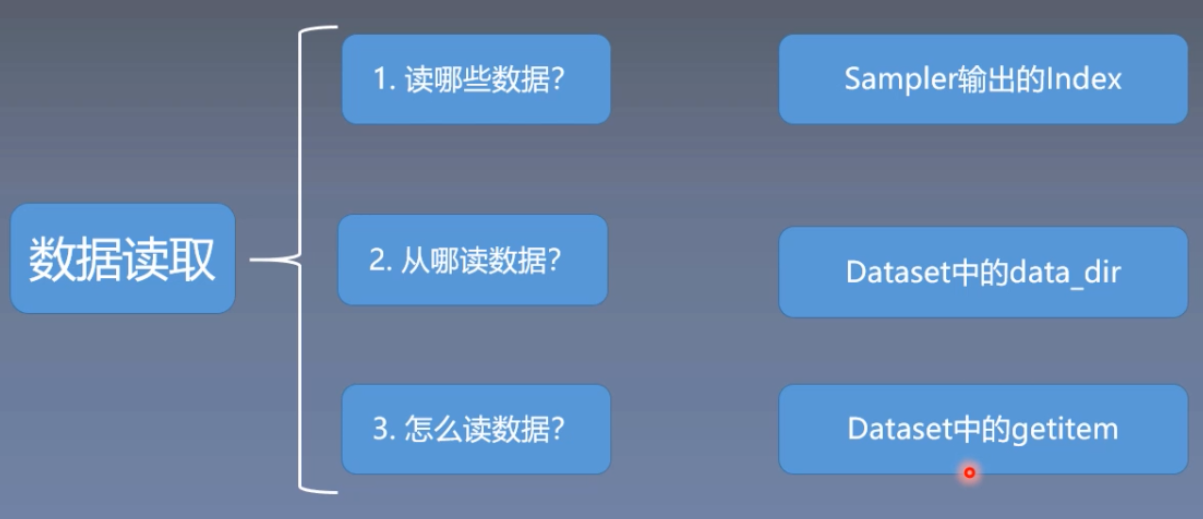 数据读取
1. 读哪些数据？
Sampler输出的Index
2. 从哪读数据？
Dataset中的data_dir
3. 怎么读数据？
Dataset中的getitem